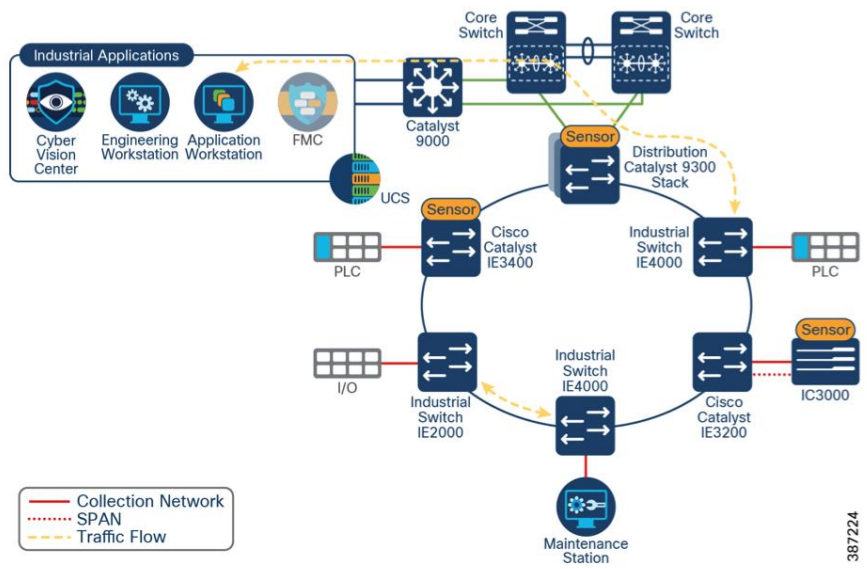 Core
Switch
Core
Switch
Industrial Applications
Cyber
Vision
Center
Engineering
Workstation
Application
Workstation
FMC
UCS
Catalyst
9000
Sensor
Distribution
Catalyst 9300
Stack
Sensor
Cisco
Catalyst
IE3400
PLC
Industrial
Switch
IE4000
PLC
I/O
Industrial
Switch
IE2000
Industrial
Switch
IE4000
Cisco
Catalyst
IE3200
Sensor
IC3000
Maintenance
Station
Collection Network
SPAN
Traffic Flow
387224